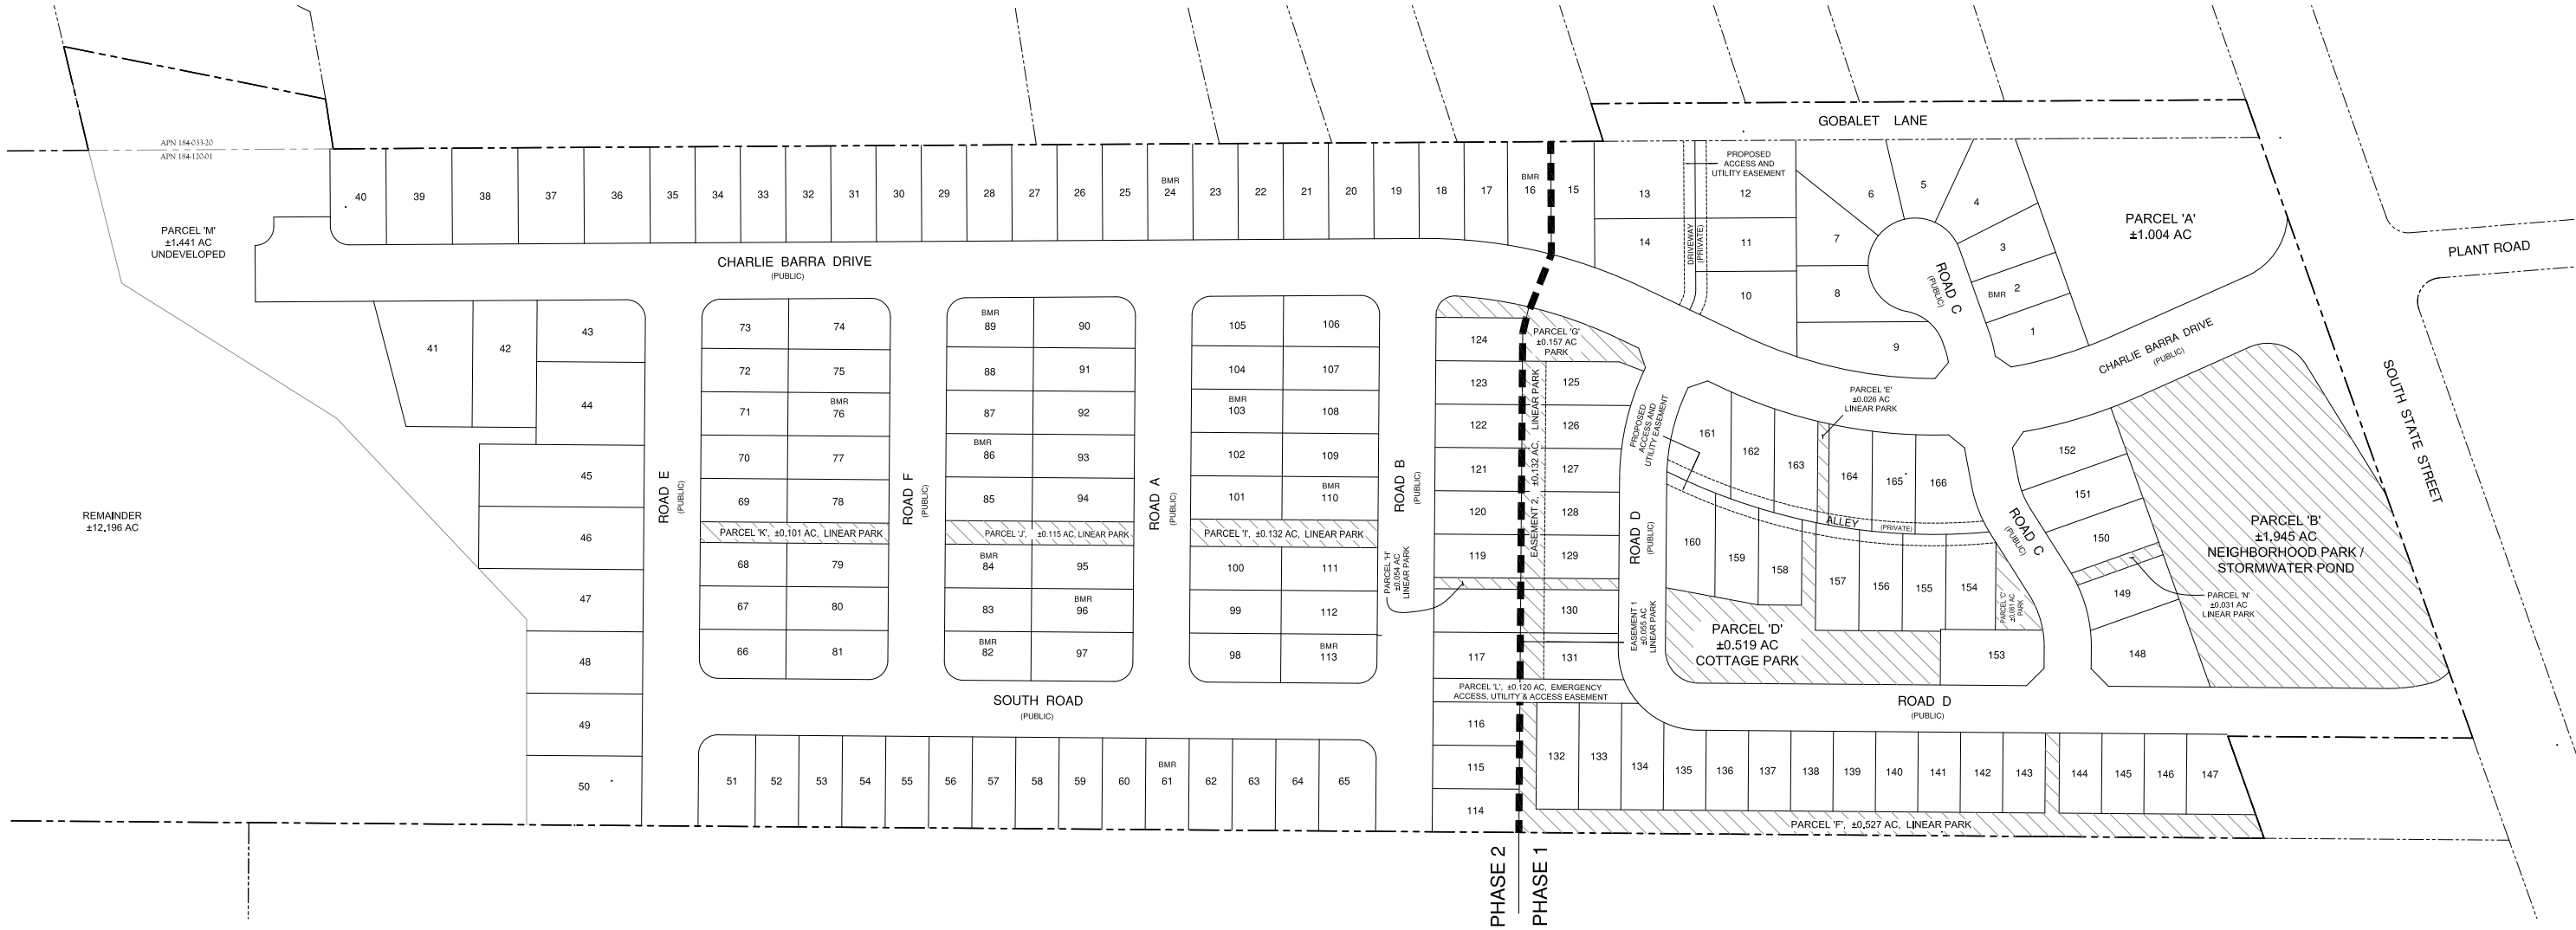 GOBALET LANE
APN 184-033-20
APN 184-120-01
PROPOSED
ACCESS AND
UTILITY EASEMENT
40
39
38
37
36
35
34
33
32
31
30
29
28
27
26
25
BMR
24
23
22
21
20
19
18
17
BMR
16
15
13
12
14
11
10
DRIVEWAY
(PRIVATE)
6
5
4
7
3
8
BMR 2
9
1
ROAD C
(PUBLIC)
PARCEL 'A'
±1.004 AC
PLANT ROAD
PARCEL 'M'
±1.441 AC
UNDEVELOPED
CHARLIE BARRA DRIVE
(PUBLIC)
CHARLIE BARRA DRIVE
(PUBLIC)
SOUTH STATE STREET
41
42
43
44
45
46
47
48
49
50
REMAINDER
±12.196 AC
ROAD E
(PUBLIC)
73
74
72
75
71
BMR
76
70
77
69
78
PARCEL 'K', ±0.101 AC, LINEAR PARK
68
79
67
80
66
81
ROAD F
(PUBLIC)
BMR
89
90
88
91
87
92
BMR
86
93
85
94
PARCEL 'J', ±0.115 AC, LINEAR PARK
BMR
84
95
83
BMR
96
BMR
82
97
ROAD A
(PUBLIC)
105
106
104
107
BMR
103
108
102
109
101
BMR
110
PARCEL 'I', ±0.132 AC, LINEAR PARK
100
111
99
112
98
BMR
113
ROAD B
(PUBLIC)
PARCEL 'H'
±0.054 AC
LINEAR PARK
124
123
122
121
120
119
117
116
115
114
PARCEL 'G'
±0.157 AC
PARK
EASEMENT 2, ±0.132 AC, LINEAR PARK
125
126
127
128
129
130
131
EASEMENT 1
±0.055 AC
LINEAR PARK
PARCEL 'L', ±0.120 AC, EMERGENCY
ACCESS, UTILITY & ACCESS EASEMENT
ROAD D
(PUBLIC)
PROPOSED
ACCESS AND
UTILITY EASEMENT
PARCEL 'E'
±0.026 AC
LINEAR PARK
161
162
163
164
165
166
ALLEY (PRIVATE)
160
159
158
157
156
155
154
PARCEL 'C'
±0.081 AC
PARK
PARCEL 'D'
±0.519 AC
COTTAGE PARK
153
ROAD C
(PUBLIC)
152
151
150
149
148
PARCEL 'B'
±1.945 AC
NEIGHBORHOOD PARK /
STORMWATER POND
PARCEL 'N'
±0.031 AC
LINEAR PARK
SOUTH ROAD
(PUBLIC)
ROAD D
(PUBLIC)
51
52
53
54
55
56
57
58
59
60
BMR
61
62
63
64
65
132
133
134
135
136
137
138
139
140
141
142
143
144
145
146
147
PARCEL 'F', ±0.527 AC, LINEAR PARK
PHASE 2
PHASE 1